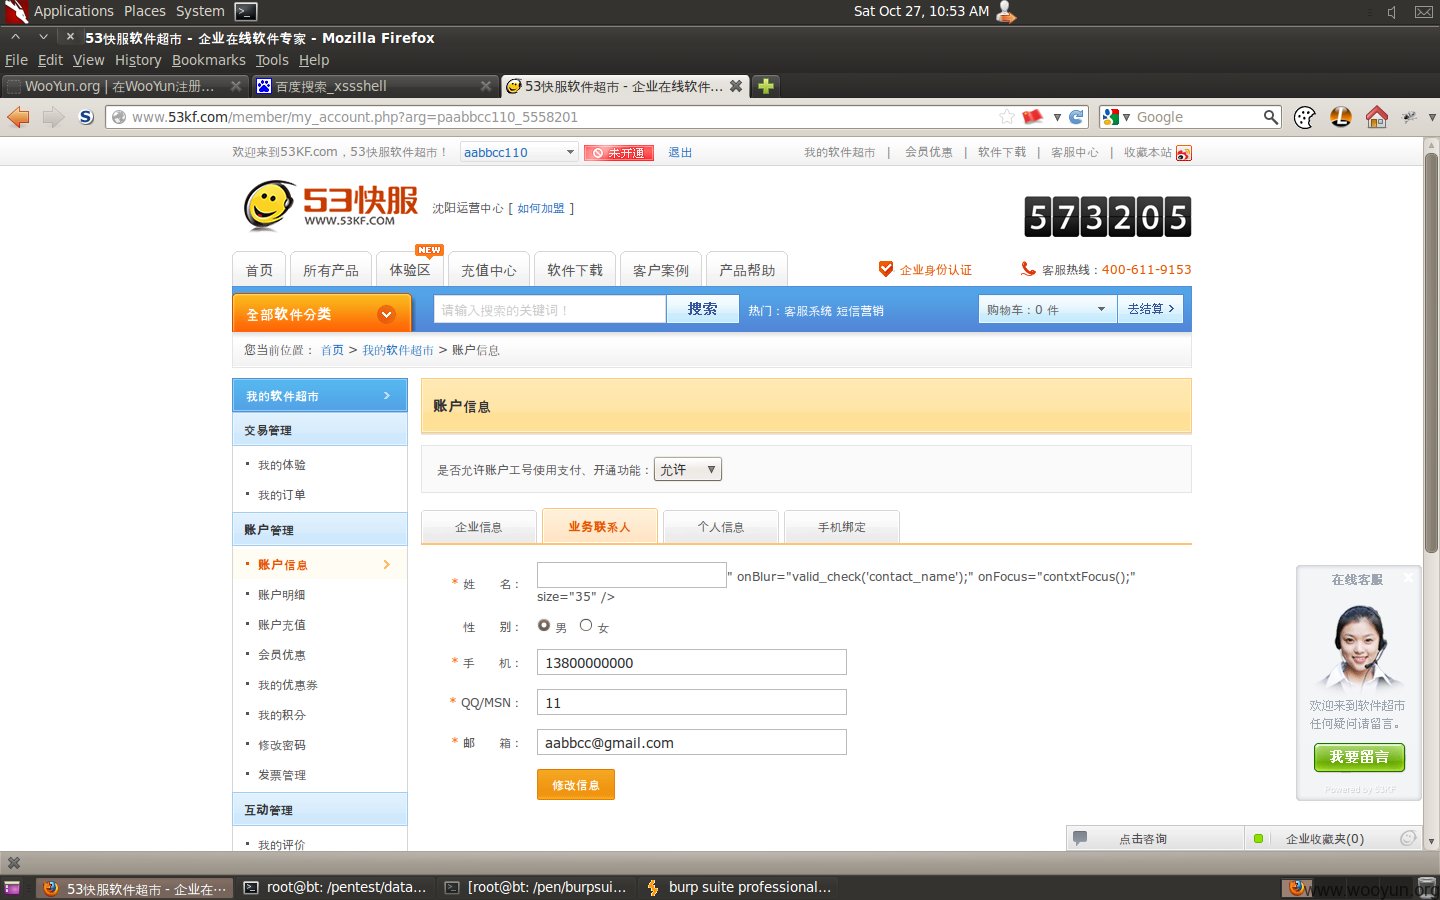 Applications Places System Sat Oct 27, 10:53 AM
53快服软件超市 - 企业在线软件专家 - Mozilla Firefox
File Edit View History Bookmarks Tools Help
WooYun.org | 在WooYun注册... 百度搜索_xssshell 53快服软件超市 - 企业在线软件...
www.53kf.com/member/my_account.php?arg=paabbcc110_5558201 Google
欢迎来到53KF.com，53快服软件超市！ aabbcc110 未开通 退出 我的软件超市 | 会员优惠 | 软件下载 | 客服中心 | 收藏本站
53快服
WWW.53KF.COM
沈阳运营中心 [ 如何加盟 ]
573205
NEW
首页 所有产品 体验区 充值中心 软件下载 客户案例 产品帮助 企业身份认证 客服热线：400-611-9153
全部软件分类 请输入搜索的关键词！ 搜索 热门：客服系统 短信营销 购物车：0 件 去结算 >
您当前位置： 首页 > 我的软件超市 > 账户信息
我的软件超市
交易管理
我的体验
我的订单
账户管理
账户信息
账户明细
账户充值
会员优惠
我的优惠券
我的积分
修改密码
发票管理
互动管理
我的评价
账户信息
是否允许账户工号使用支付、开通功能： 允许
企业信息 业务联系人 个人信息 手机绑定
* 姓 名： " onBlur="valid_check('contact_name');" onFocus="contxtFocus();"
size="35" />
性 别： 男 女
* 手 机： 13800000000
* QQ/MSN： 11
* 邮 箱： aabbcc@gmail.com
修改信息
在线客服
欢迎来到软件超市
任何疑问请留言。
我要留言
Powered by 53KF
点击咨询 企业收藏夹(0)
53快服软件超市 - 企业在... root@bt: /pentest/data... [root@bt: /pen/burpsui... burp suite professional...
www.wooyun.org